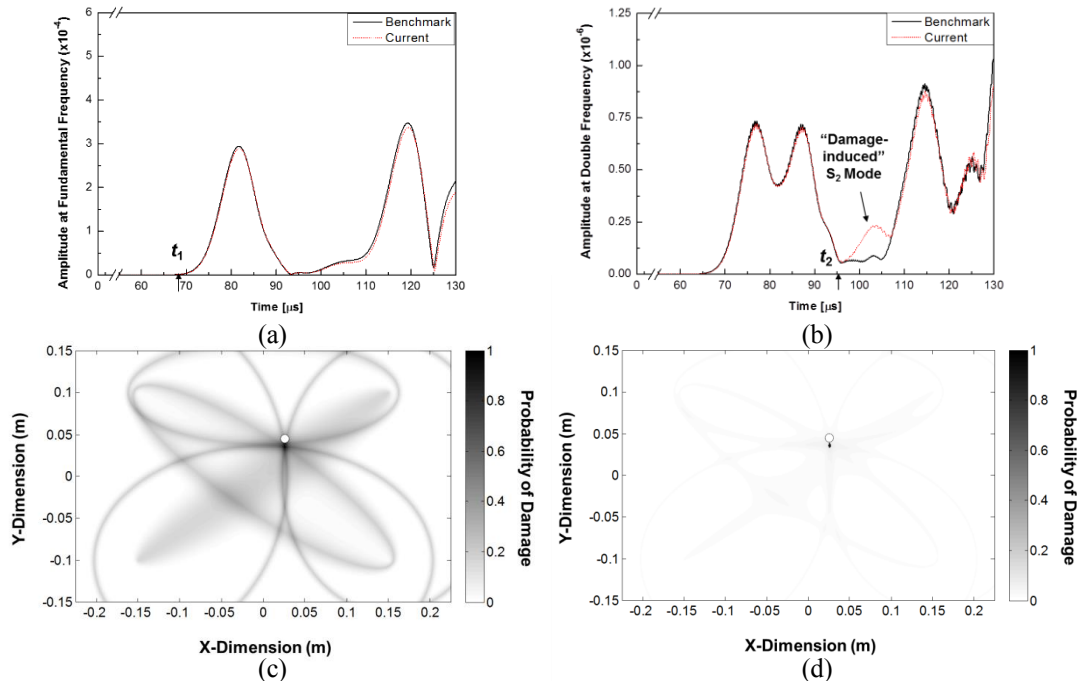 Amplitude at Fundamental Frequency (x10⁻⁴)
6
5
4
3
2
1
0
50 60 70 80 90 100 110 120 130
Time [μs]
Benchmark
Current
t₁
(a)
Amplitude at Double Frequency (x10⁻⁶)
1.25
1.00
0.75
0.50
0.25
0.00
50 60 70 80 90 100 110 120 130
Time [μs]
Benchmark
Current
"Damage-
induced"
S₂ Mode
t₂
(b)
Y-Dimension (m)
0.15
0.1
0.05
0
-0.05
-0.1
-0.15
-0.2 -0.15 -0.1 -0.05 0 0.05 0.1 0.15 0.2
X-Dimension (m)
1
0.8
0.6
0.4
0.2
0
Probability of Damage
(c)
Y-Dimension (m)
0.15
0.1
0.05
0
-0.05
-0.1
-0.15
-0.2 -0.15 -0.1 -0.05 0 0.05 0.1 0.15 0.2
X-Dimension (m)
1
0.8
0.6
0.4
0.2
0
Probability of Damage
(d)